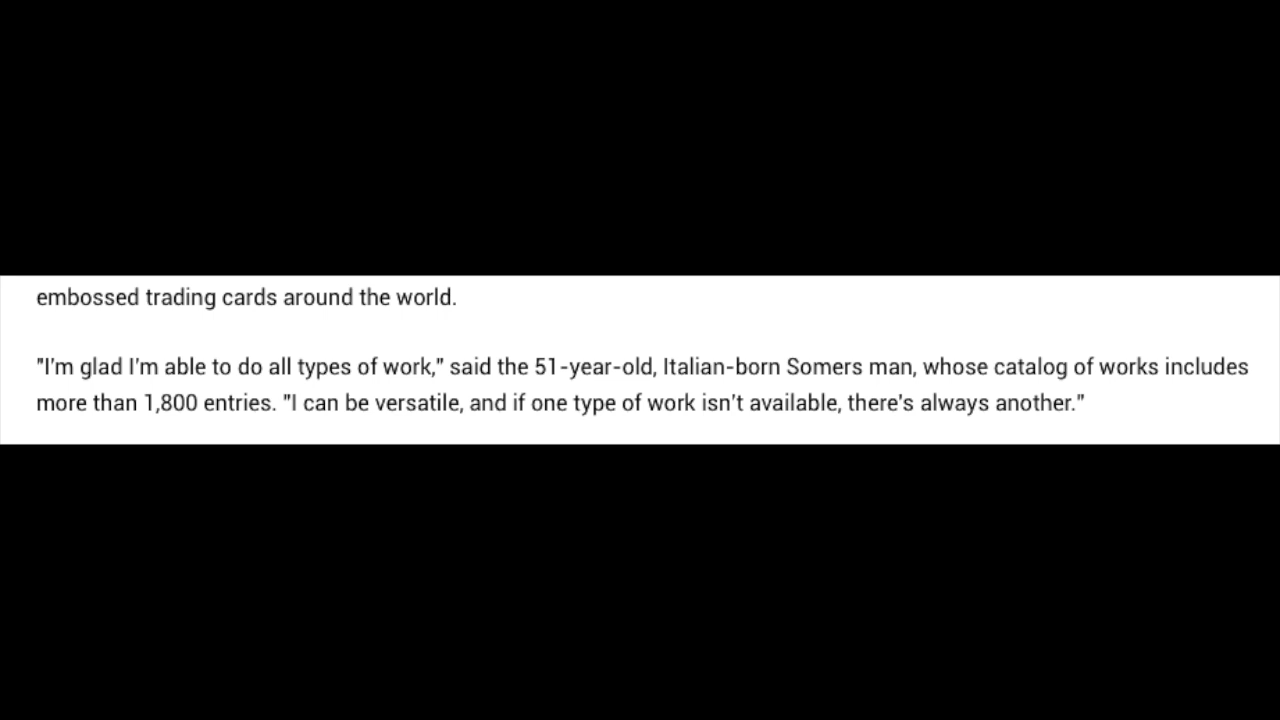 embossed trading cards around the world.
"I'm glad I'm able to do all types of work," said the 51-year-old, Italian-born Somers man, whose catalog of works includes
more than 1,800 entries. "I can be versatile, and if one type of work isn't available, there's always another."